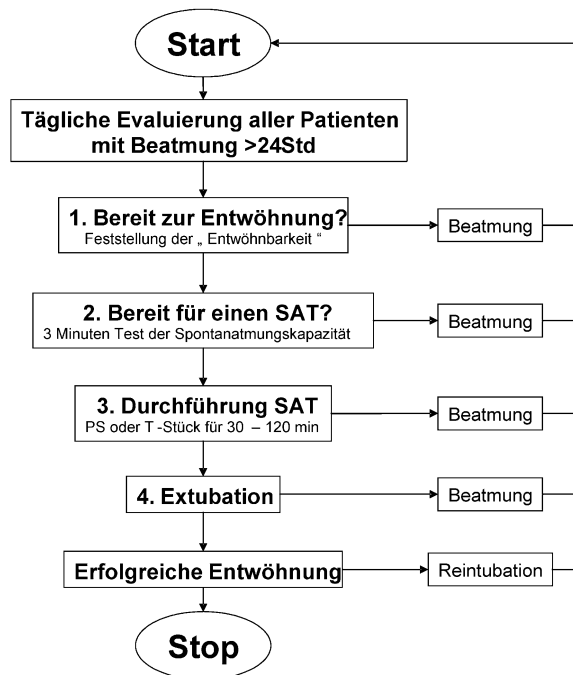 Start
Tägliche Evaluierung aller Patienten
mit Beatmung >24Std
1. Bereit zur Entwöhnung?
Feststellung der „ Entwöhnbarkeit “
Beatmung
2. Bereit für einen SAT?
3 Minuten Test der Spontanatmungskapazität
Beatmung
3. Durchführung SAT
PS oder T -Stück für 30 – 120 min
Beatmung
4. Extubation
Beatmung
Erfolgreiche Entwöhnung
Reintubation
Stop